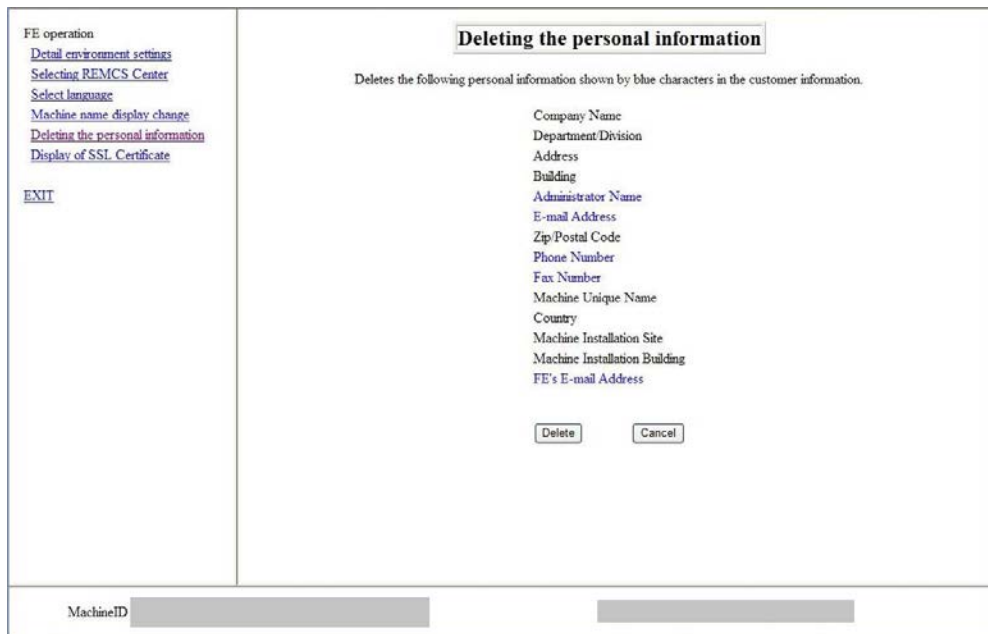 FE operation
Detail environment settings
Selecting REMCS Center
Select language
Machine name display change
Deleting the personal information
Display of SSL Certificate
EXIT
Deleting the personal information
Deletes the following personal information shown by blue characters in the customer information.
Company Name
Department/Division
Address
Building
Administrator Name
E-mail Address
Zip/Postal Code
Phone Number
Fax Number
Machine Unique Name
Country
Machine Installation Site
Machine Installation Building
FE's E-mail Address
Delete Cancel
MachineID